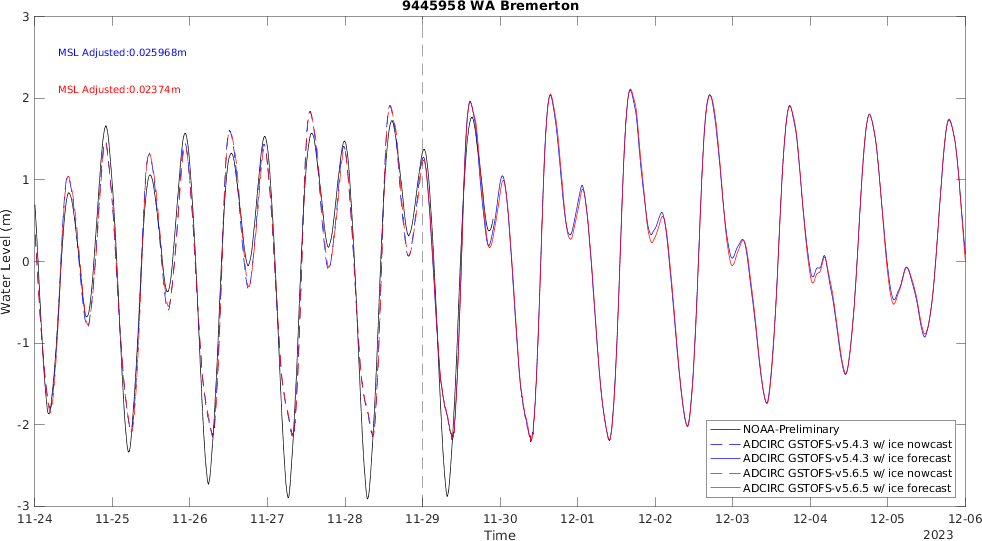 9445958 WA Bremerton
MSL Adjusted:0.025968m
MSL Adjusted:0.02374m
Water Level (m)
3
2
1
0
-1
-2
-3
NOAA-Preliminary
ADCIRC GSTOFS-v5.4.3 w/ ice nowcast
ADCIRC GSTOFS-v5.4.3 w/ ice forecast
ADCIRC GSTOFS-v5.6.5 w/ ice nowcast
ADCIRC GSTOFS-v5.6.5 w/ ice forecast
11-24 11-25 11-26 11-27 11-28 11-29 11-30 12-01 12-02 12-03 12-04 12-05 12-06
Time
2023